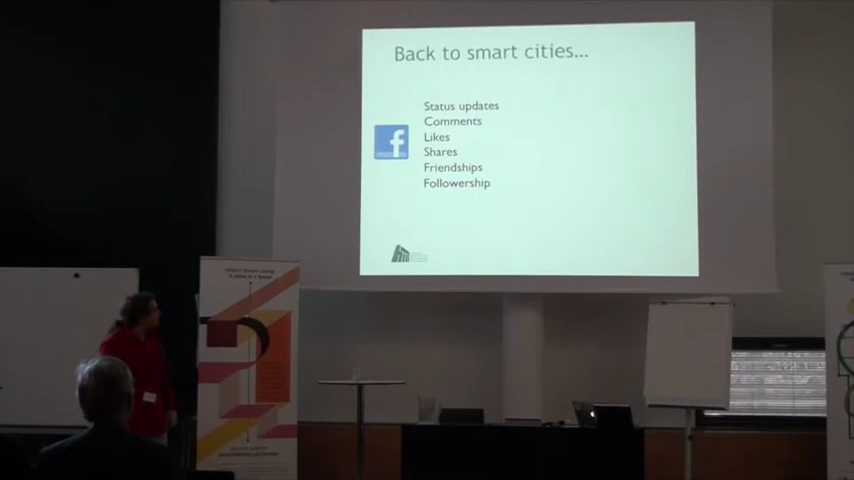 Back to smart cities...
Status updates
Comments
Likes
Shares
Friendships
Followership
f